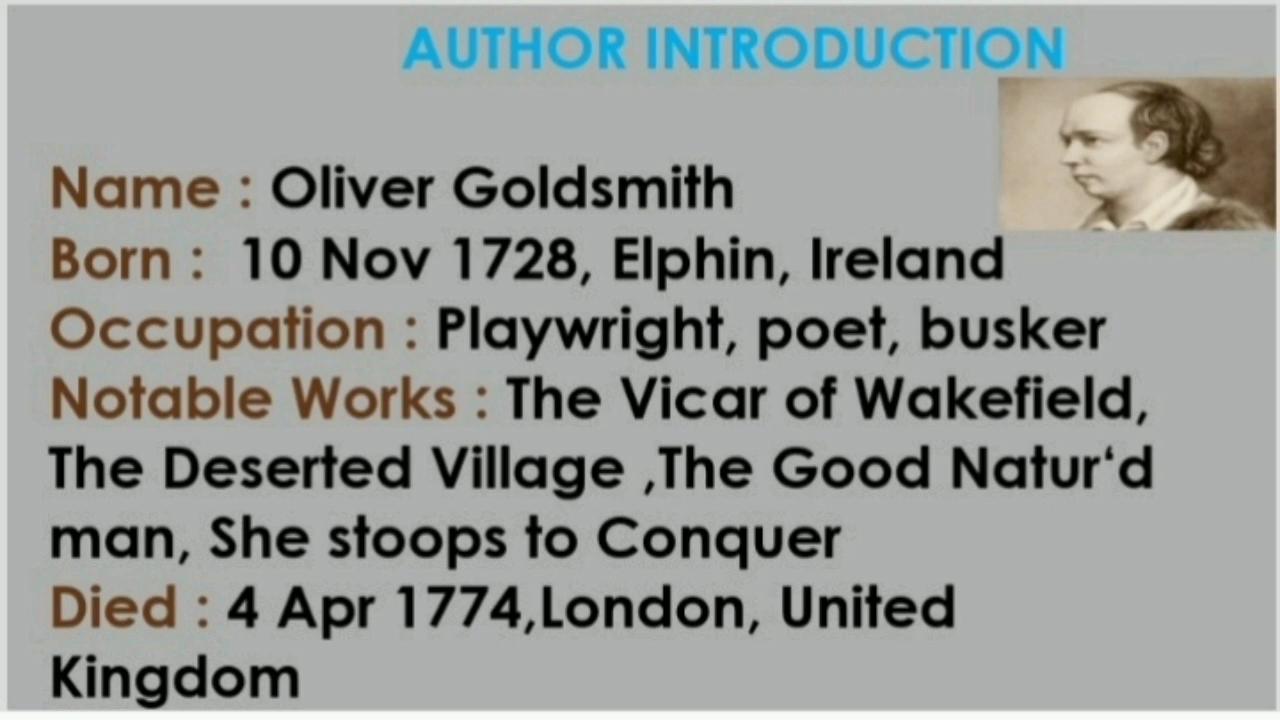 AUTHOR INTRODUCTION
Name : Oliver Goldsmith
Born : 10 Nov 1728, Elphin, Ireland
Occupation : Playwright, poet, busker
Notable Works : The Vicar of Wakefield,
The Deserted Village ,The Good Natur‘d
man, She stoops to Conquer
Died : 4 Apr 1774,London, United
Kingdom